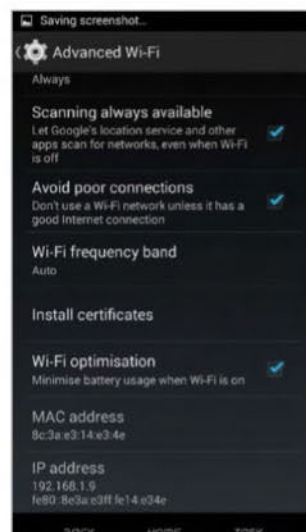 Saving screenshot...
Advanced Wi-Fi
Always
Scanning always available
Let Google's location service and other
apps scan for networks, even when Wi-Fi
is off
Avoid poor connections
Don't use a Wi-Fi network unless it has a
good Internet connection
Wi-Fi frequency band
Auto
Install certificates
Wi-Fi optimisation
Minimise battery usage when Wi-Fi is on
MAC address
8c:3a:e3:14:e3:4e
IP address
192.168.1.9
fe80::8e3a:e3ff:fe14:e34e
HOME